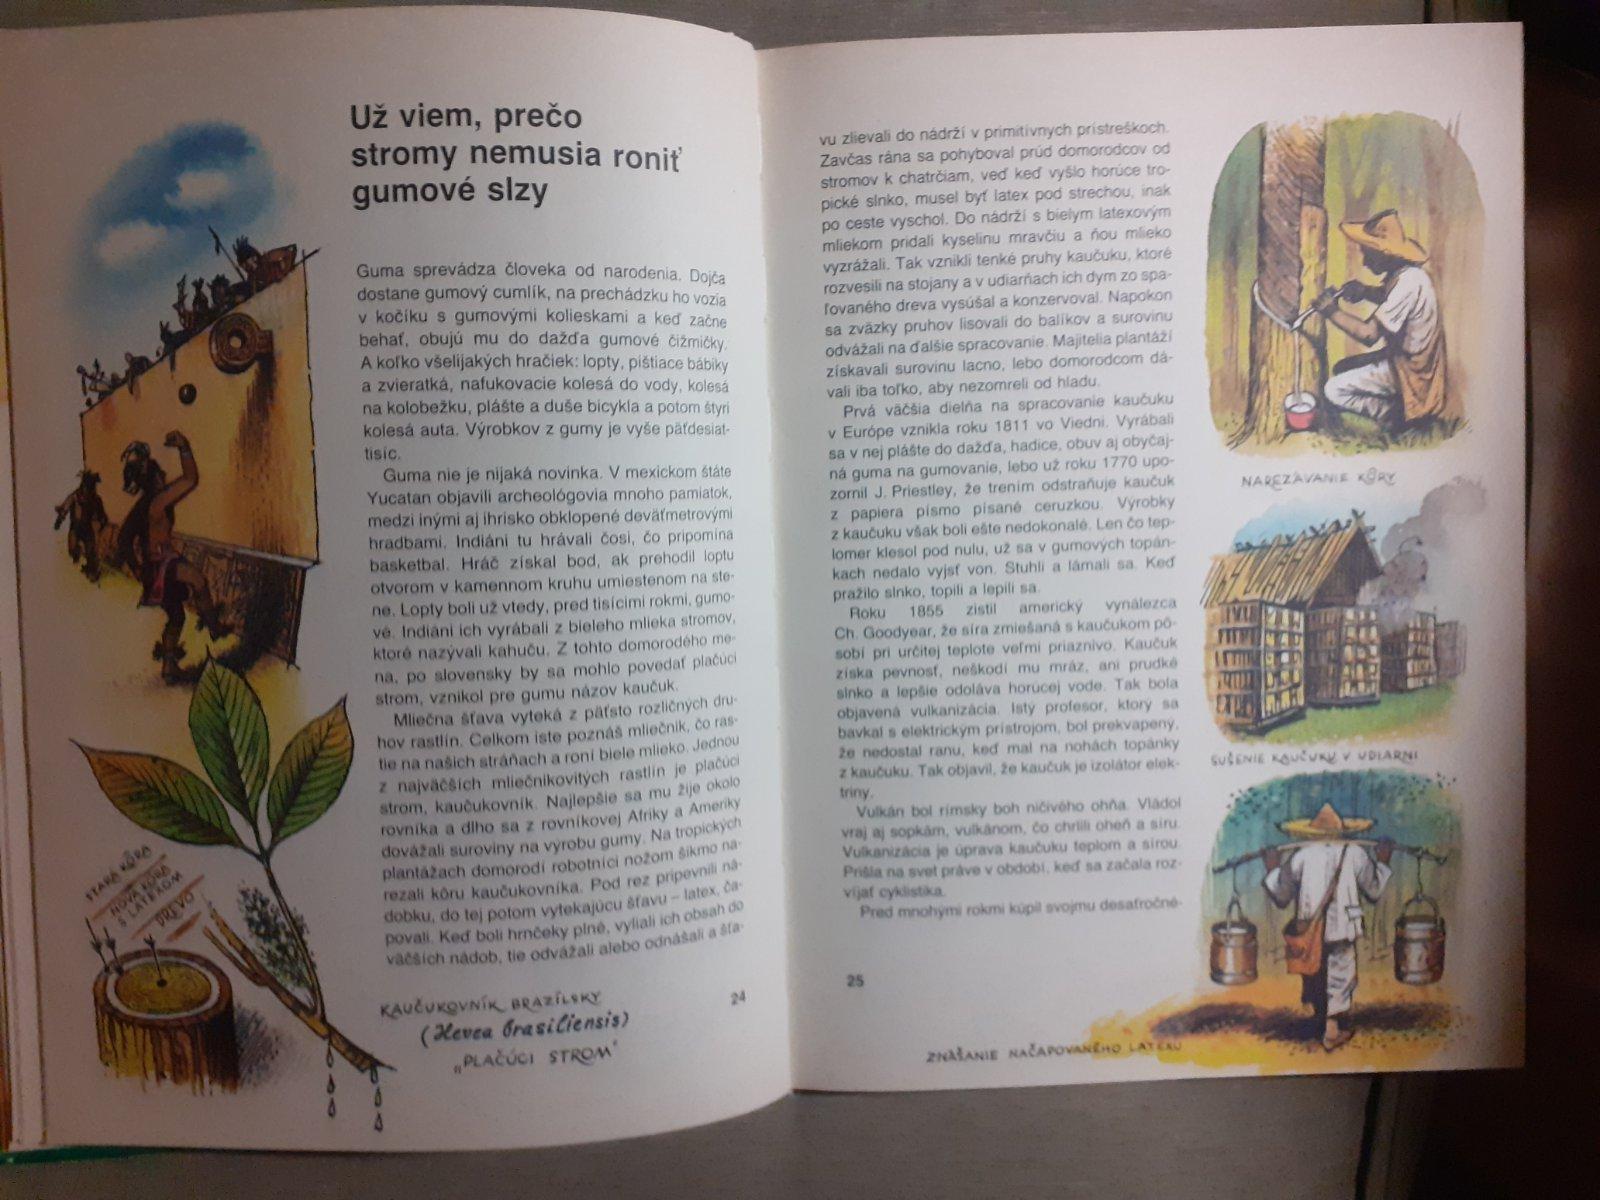 Už viem, prečo
stromy nemusia roniť
gumové slzy
Guma sprevádza človeka od narodenia. Dojča
dostane gumový cumlík, na prechádzku ho vozia
v kočíku s gumovými kolieskami a keď začne
behať, obujú mu do dažďa gumové čižmičky.
A koľko všelijakých hračiek: lopty, pištiace bábiky
a zvieratká, nafukovacie kolesá do vody, kolesá
na kolobežku, plášte a duše bicykla a potom štyri
kolesá auta. Výrobkov z gumy je vyše päťdesiat-
tisíc.
Guma nie je nijaká novinka. V mexickom štáte
Yucatan objavili archeológovia mnoho pamiatok,
medzi inými aj ihrisko obklopené deväťmetrovými
hradbami. Indiáni tu hrávali čosi, čo pripomína
basketbal. Hráč získal bod, ak prehodil loptu
otvorom v kamennom kruhu umiestenom na ste-
ne. Lopty boli už vtedy, pred tisícimi rokmi, gumo-
vé. Indiáni ich vyrábali z bieleho mlieka stromov,
ktoré nazývali kahuču. Z tohto domorodého me-
na, po slovensky by sa mohlo povedať plačúci
strom, vznikol pre gumu názov kaučuk.
Mliečna šťava vyteká z päťsto rozličných dru-
hov rastlín. Celkom iste poznáš mliečnik, čo ras-
tie na našich stráňach a roní biele mlieko. Jednou
z najväčších mliečnikovitých rastlín je plačúci
strom, kaučukovník. Najlepšie sa mu žije okolo
rovníka a dlho sa z rovníkovej Afriky a Ameriky
dovážali suroviny na výrobu gumy. Na tropických
plantážach domorodí robotníci nožom šikmo na-
rezali kôru kaučukovníka. Pod rez pripevnili ná-
dobku, do tej potom vytekajúcu šťavu – latex, ča-
povali. Keď boli hrnčeky plné, vyliali ich obsah do
väčších nádob, tie odvážali alebo odnášali a šťa-
STARÁ KÔRA
NOVÁ KÔRA
S LATEXOM
DREVO
KAUČUKOVNÍK BRAZÍLSKY
(Hevea brasiliensis)
„PLAČÚCI STROM"
24
vu zlievali do nádrží v primitívnych prístreškoch.
Zavčas rána sa pohyboval prúd domorodcov od
stromov k chatrčiam, veď keď vyšlo horúce tro-
pické slnko, musel byť latex pod strechou, inak
po ceste vyschol. Do nádrží s bielym latexovým
mliekom pridali kyselinu mravčiu a ňou mlieko
vyzrážali. Tak vznikli tenké pruhy kaučuku, ktoré
rozvesili na stojany a v udiarňach ich dym zo spa-
ľovaného dreva vysúšal a konzervoval. Napokon
sa zväzky pruhov lisovali do balíkov a surovinu
odvážali na ďalšie spracovanie. Majitelia plantáží
získavali surovinu lacno, lebo domorodcom dá-
vali iba toľko, aby nezomreli od hladu.
Prvá väčšia dielňa na spracovanie kaučuku
v Európe vznikla roku 1811 vo Viedni. Vyrábali
sa v nej plášte do dažďa, hadice, obuv aj obyčaj-
ná guma na gumovanie, lebo už roku 1770 upo-
zornil J. Priestley, že trením odstraňuje kaučuk
z papiera písmo písané ceruzkou. Výrobky
z kaučuku však boli ešte nedokonalé. Len čo tep-
lomer klesol pod nulu, už sa v gumových topán-
kach nedalo vyjsť von. Stuhli a lámali sa. Keď
pražilo slnko, topili a lepili sa.
Roku 1855 zistil americký vynálezca
Ch. Goodyear, že síra zmiešaná s kaučukom pô-
sobí pri určitej teplote veľmi priaznivo. Kaučuk
získa pevnosť, neškodí mu mráz, ani prudké
slnko a lepšie odoláva horúcej vode. Tak bola
objavená vulkanizácia. Istý profesor, ktorý sa
bavkal s elektrickým prístrojom, bol prekvapený,
že nedostal ranu, keď mal na nohách topánky
z kaučuku. Tak objavil, že kaučuk je izolátor elek-
triny.
Vulkán bol rímsky boh ničivého ohňa. Vládol
vraj aj sopkám, vulkánom, čo chrlili oheň a síru.
Vulkanizácia je úprava kaučuku teplom a sírou.
Prišla na svet práve v období, keď sa začala roz-
víjať cyklistika.
Pred mnohými rokmi kúpil svojmu desaťročné-
25
NAREZÁVANIE KÔRY
SUŠENIE KAUČUKU V UDIARNI
ZNÁŠANIE NAČAPOVANÉHO LATEXU